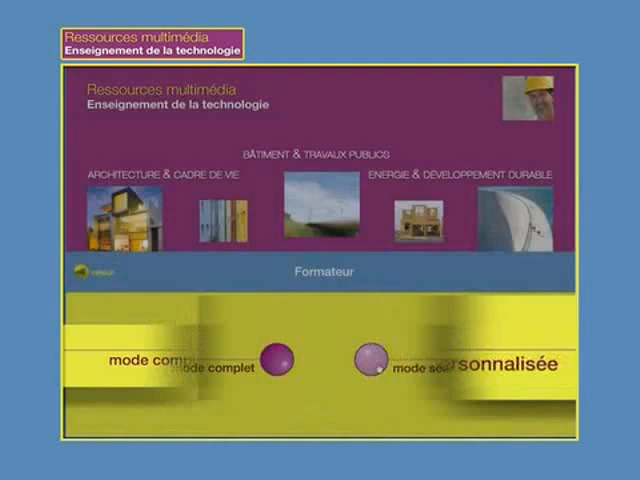 Ressources multimédia
Enseignement de la technologie
Ressources multimédia
Enseignement de la technologie
BÂTIMENT & TRAVAUX PUBLICS
ARCHITECTURE & CADRE DE VIE
ENERGIE & DÉVELOPPEMENT DURABLE
Formateur
mode comp
mode complet
mode séa
rsonnalisée